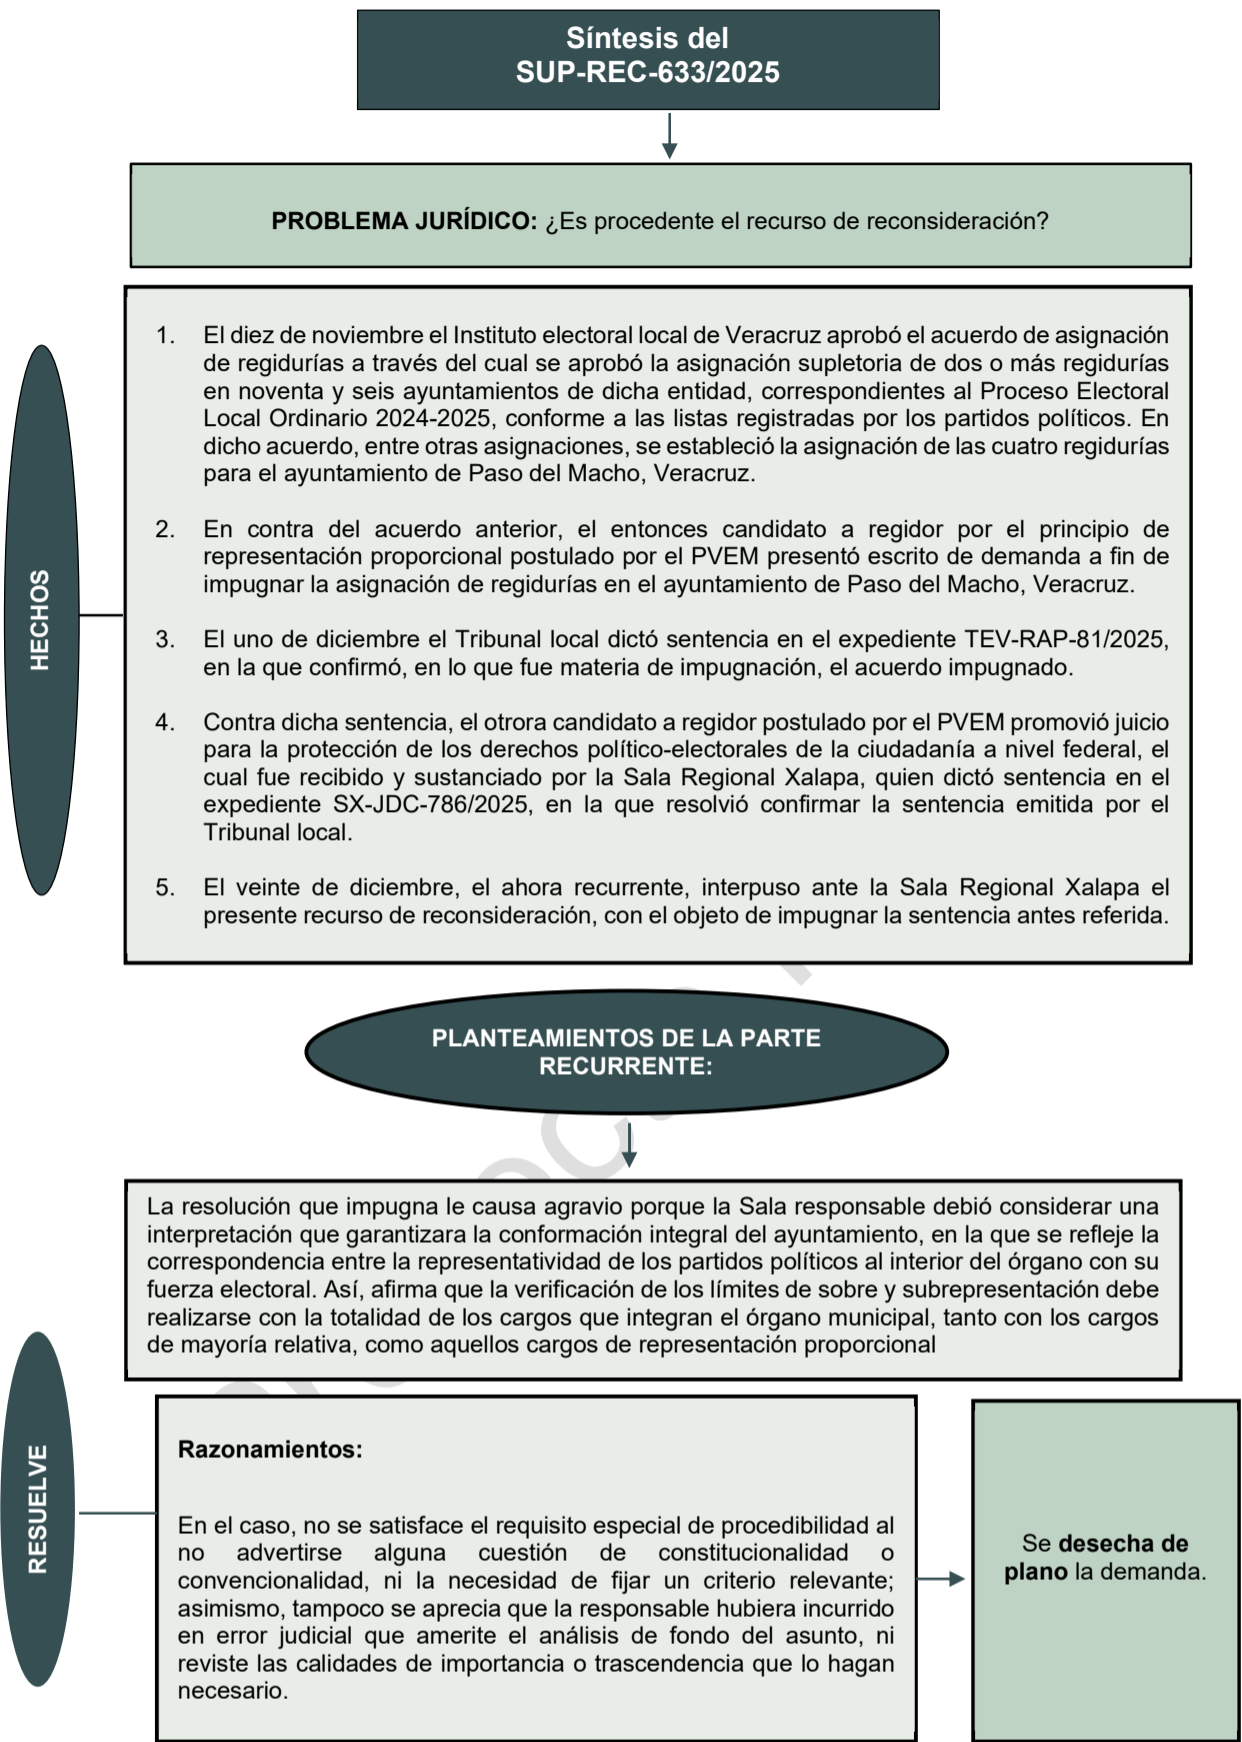 Síntesis del
SUP-REC-633/2025
PROBLEMA JURÍDICO: ¿Es procedente el recurso de reconsideración?
HECHOS
1. El diez de noviembre el Instituto electoral local de Veracruz aprobó el acuerdo de asignación
de regidurías a través del cual se aprobó la asignación supletoria de dos o más regidurías
en noventa y seis ayuntamientos de dicha entidad, correspondientes al Proceso Electoral
Local Ordinario 2024-2025, conforme a las listas registradas por los partidos políticos. En
dicho acuerdo, entre otras asignaciones, se estableció la asignación de las cuatro regidurías
para el ayuntamiento de Paso del Macho, Veracruz.
2. En contra del acuerdo anterior, el entonces candidato a regidor por el principio de
representación proporcional postulado por el PVEM presentó escrito de demanda a fin de
impugnar la asignación de regidurías en el ayuntamiento de Paso del Macho, Veracruz.
3. El uno de diciembre el Tribunal local dictó sentencia en el expediente TEV-RAP-81/2025,
en la que confirmó, en lo que fue materia de impugnación, el acuerdo impugnado.
4. Contra dicha sentencia, el otrora candidato a regidor postulado por el PVEM promovió juicio
para la protección de los derechos político-electorales de la ciudadanía a nivel federal, el
cual fue recibido y sustanciado por la Sala Regional Xalapa, quien dictó sentencia en el
expediente SX-JDC-786/2025, en la que resolvió confirmar la sentencia emitida por el
Tribunal local.
5. El veinte de diciembre, el ahora recurrente, interpuso ante la Sala Regional Xalapa el
presente recurso de reconsideración, con el objeto de impugnar la sentencia antes referida.
PLANTEAMIENTOS DE LA PARTE
RECURRENTE:
La resolución que impugna le causa agravio porque la Sala responsable debió considerar una
interpretación que garantizara la conformación integral del ayuntamiento, en la que se refleje la
correspondencia entre la representatividad de los partidos políticos al interior del órgano con su
fuerza electoral. Así, afirma que la verificación de los límites de sobre y subrepresentación debe
realizarse con la totalidad de los cargos que integran el órgano municipal, tanto con los cargos
de mayoría relativa, como aquellos cargos de representación proporcional
RESUELVE
Razonamientos:
En el caso, no se satisface el requisito especial de procedibilidad al
no advertirse alguna cuestión de constitucionalidad o
convencionalidad, ni la necesidad de fijar un criterio relevante;
asimismo, tampoco se aprecia que la responsable hubiera incurrido
en error judicial que amerite el análisis de fondo del asunto, ni
reviste las calidades de importancia o trascendencia que lo hagan
necesario.
Se desecha de
plano la demanda.